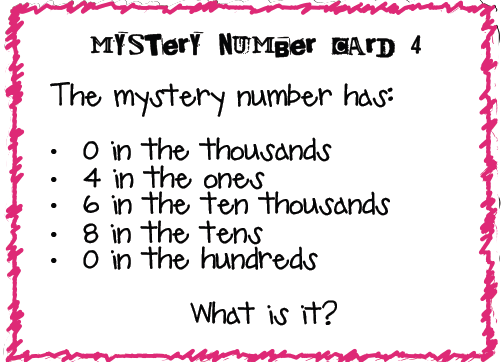 Mystery Number Card 4
The mystery number has:
• 0 in the thousands
• 4 in the ones
• 6 in the ten thousands
• 8 in the tens
• 0 in the hundreds
What is it?